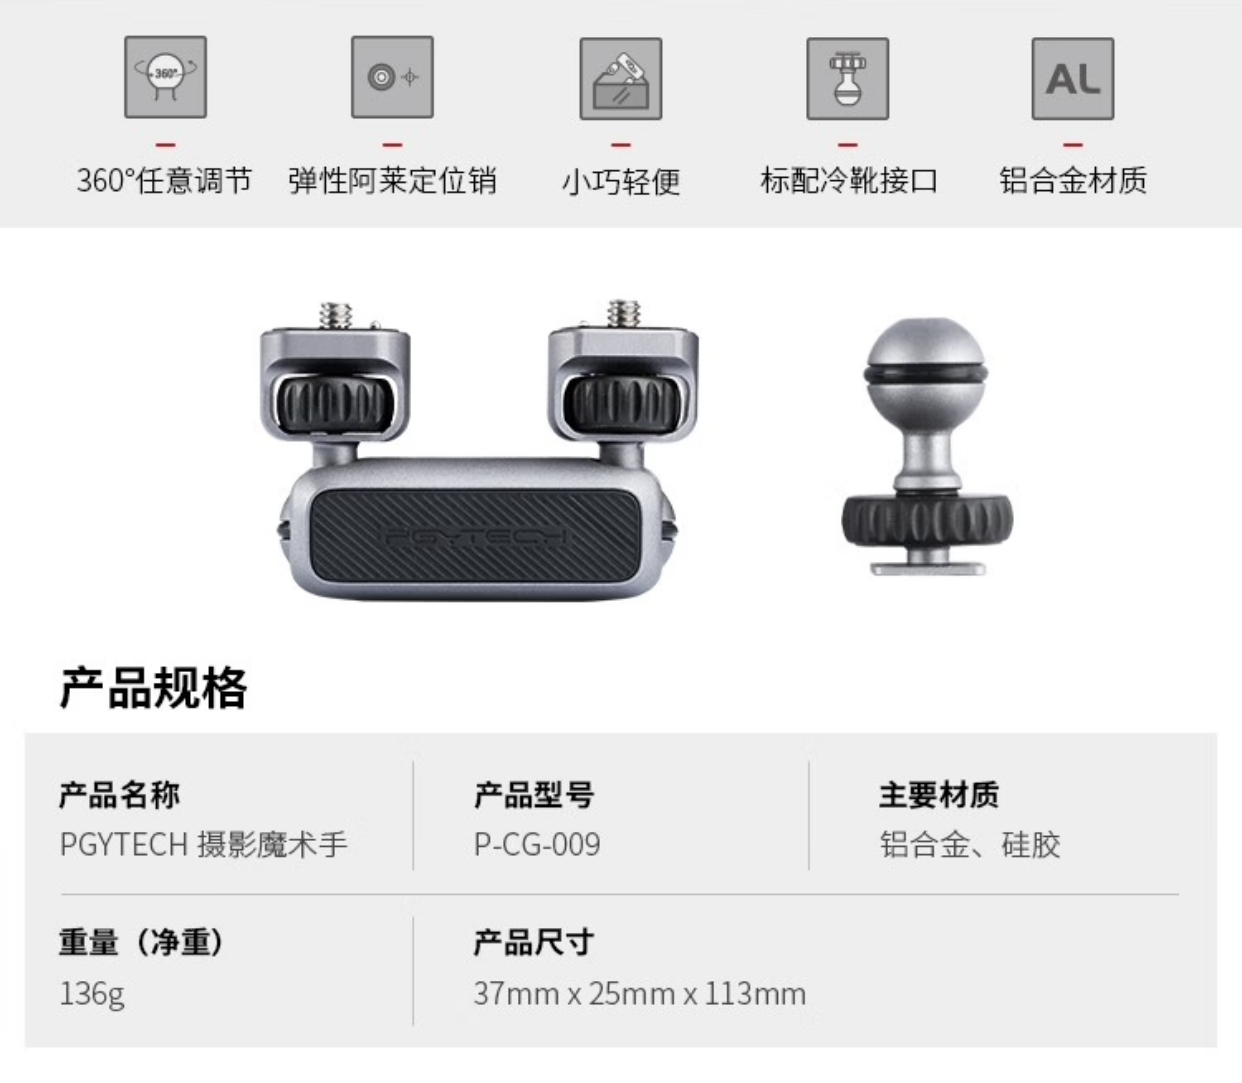 360°
AL
360°任意调节
弹性阿莱定位销
小巧轻便
标配冷靴接口
铝合金材质
PGYTECH
产品规格
产品名称
PGYTECH 摄影魔术手
产品型号
P-CG-009
主要材质
铝合金、硅胶
重量（净重）
136g
产品尺寸
37mm x 25mm x 113mm